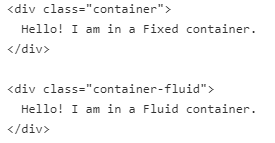 <div class="container">
  Hello! I am in a Fixed container.
</div>

<div class="container-fluid">
  Hello! I am in a Fluid container.
</div>